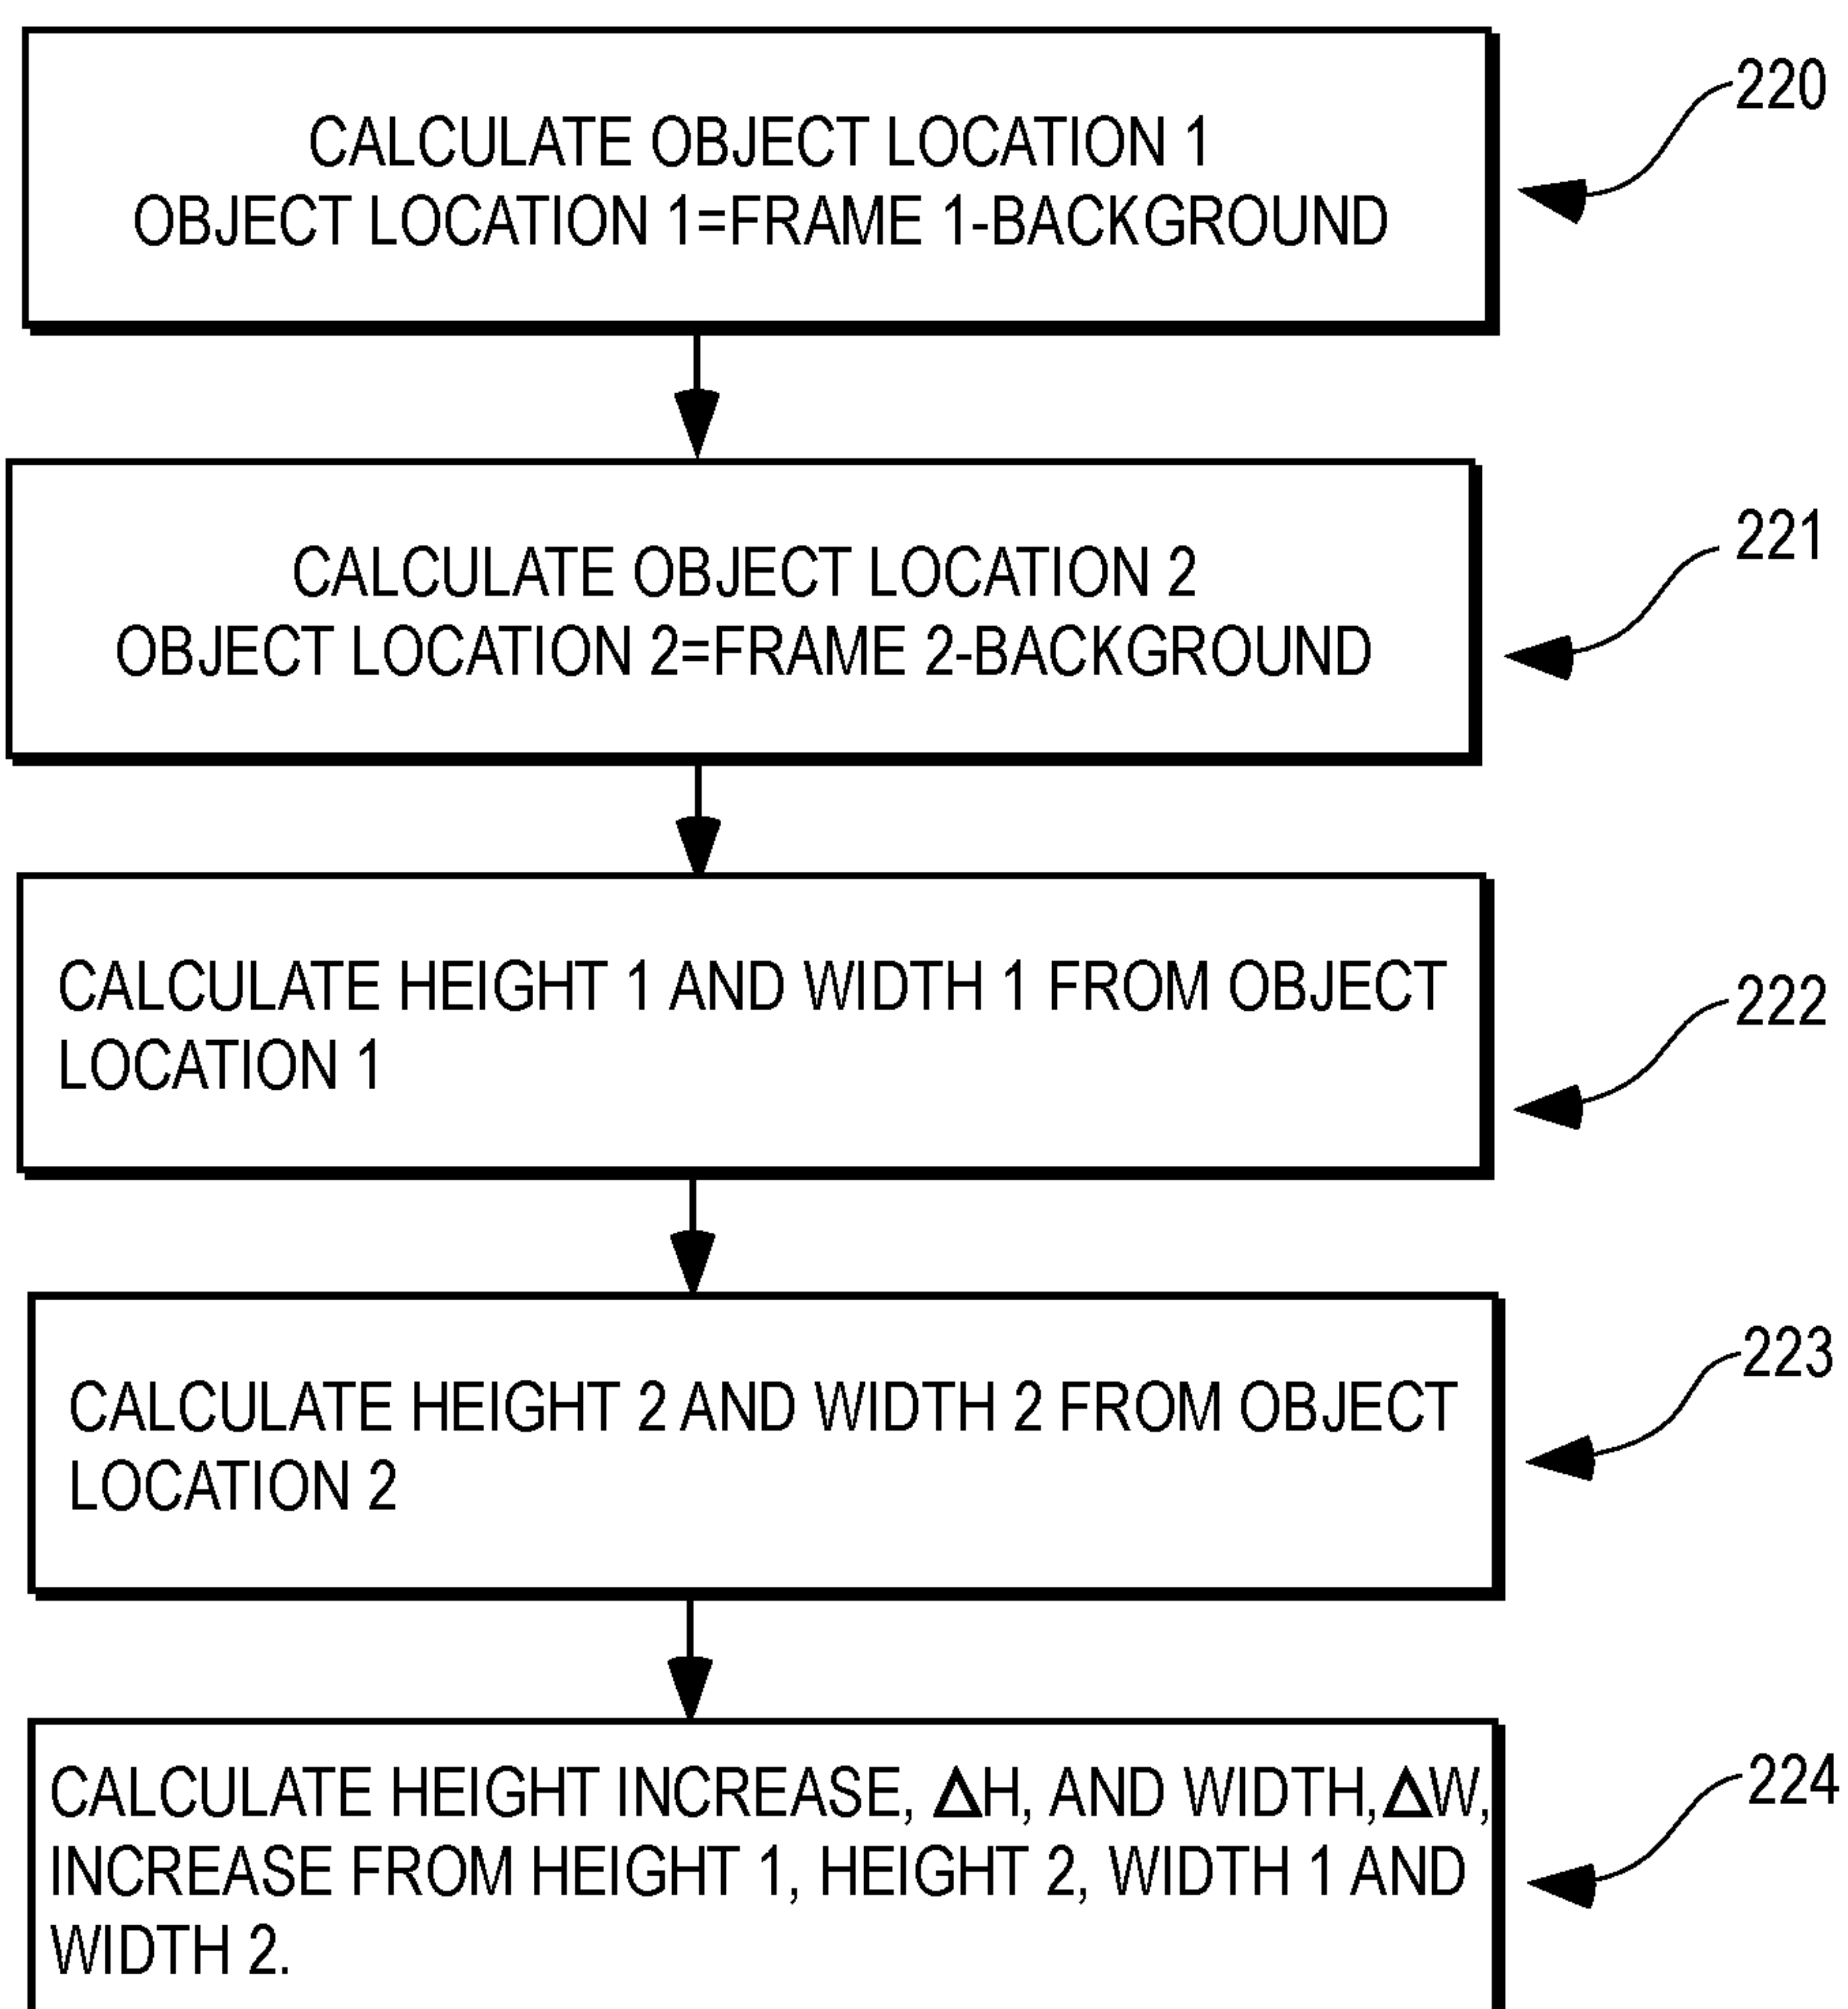 220
CALCULATE OBJECT LOCATION 1
OBJECT LOCATION 1=FRAME 1-BACKGROUND
221
CALCULATE OBJECT LOCATION 2
OBJECT LOCATION 2=FRAME 2-BACKGROUND
222
CALCULATE HEIGHT 1 AND WIDTH 1 FROM OBJECT
LOCATION 1
223
CALCULATE HEIGHT 2 AND WIDTH 2 FROM OBJECT
LOCATION 2
224
CALCULATE HEIGHT INCREASE, ΔH, AND WIDTH,ΔW,
INCREASE FROM HEIGHT 1, HEIGHT 2, WIDTH 1 AND
WIDTH 2.